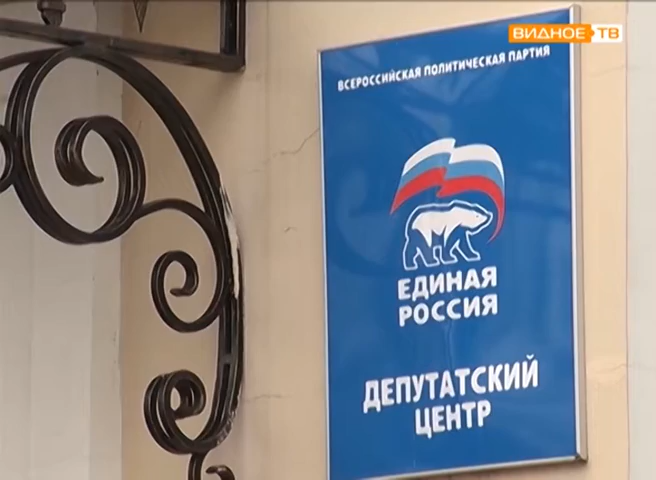 ВИДНОЕ ТВ
ВСЕРОССИЙСКАЯ ПОЛИТИЧЕСКАЯ ПАРТИЯ
ЕДИНАЯ
РОССИЯ
ДЕПУТАТСКИЙ
ЦЕНТР